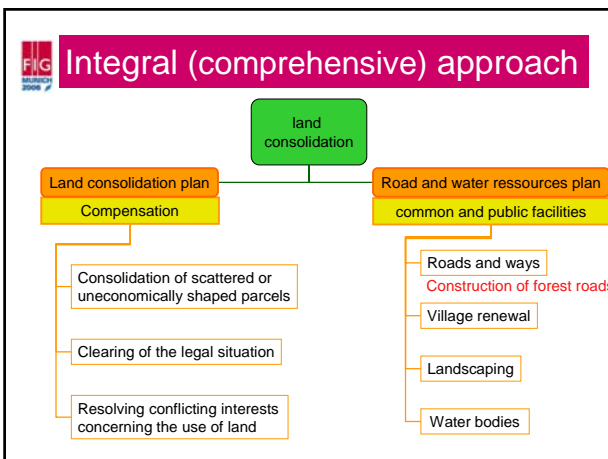 FIG
MUNICH
2006
Integral (comprehensive) approach
land
consolidation
Land consolidation plan
Compensation
Consolidation of scattered or
uneconomically shaped parcels
Clearing of the legal situation
Resolving conflicting interests
concerning the use of land
Road and water ressources plan
common and public facilities
Roads and ways
Construction of forest roads
Village renewal
Landscaping
Water bodies